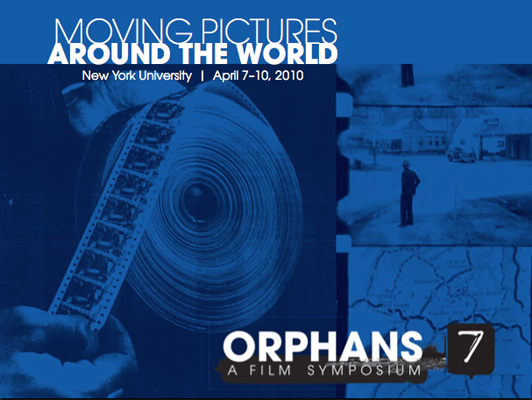 MOVING PICTURES
AROUND THE WORLD
New York University | April 7–10, 2010
ORPHANS 7
A FILM SYMPOSIUM